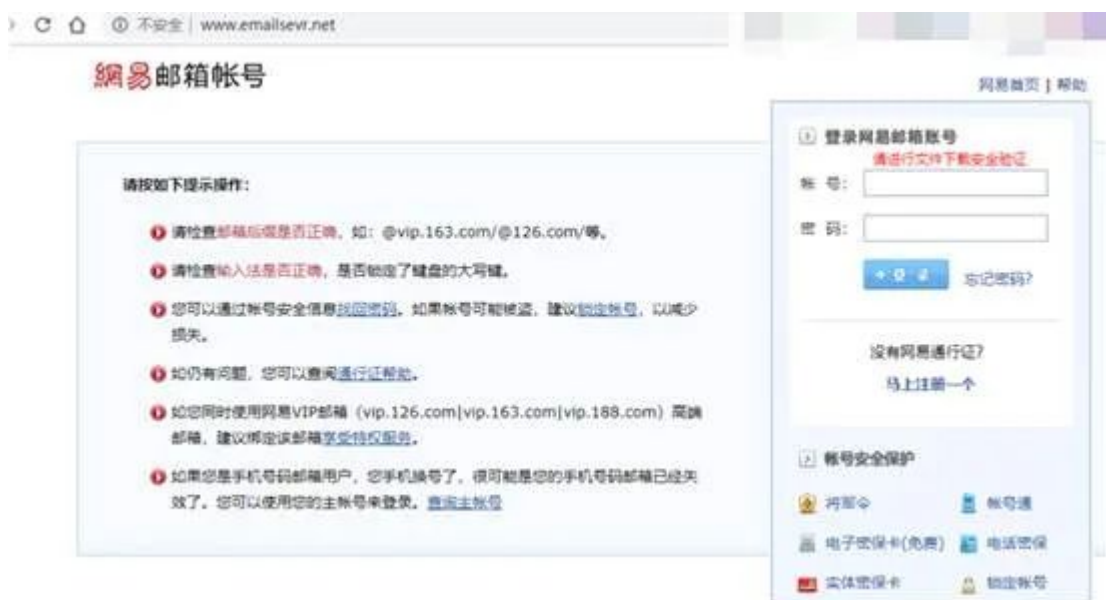 不安全 | www.emailsevr.net
網易邮箱帐号
网易首页 | 帮助
请按如下提示操作：
请检查邮箱后缀是否正确，如：@vip.163.com/@126.com/等。
请检查输入法是否正确，是否锁定了键盘的大写键。
您可以通过帐号安全信息找回密码。如果帐号可能被盗，建议锁定帐号，以减少
损失。
如仍有问题，您可以查阅通行证帮助。
如您同时使用网易VIP邮箱（vip.126.com|vip.163.com|vip.188.com）高端
邮箱，建议绑定该邮箱享受特权服务。
如果您是手机号码邮箱用户，您手机换号了，很可能是您的手机号码邮箱已经失
效了。您可以使用您的主帐号来登录。查询主帐号
登录网易邮箱账号
请进行文件下载安全验证
帐 号：
密 码：
忘记密码?
没有网易通行证?
马上注册一个
帐号安全保护
将军令
帐号通
电子密保卡(免费)
电话密保
实体密保卡
锁定帐号